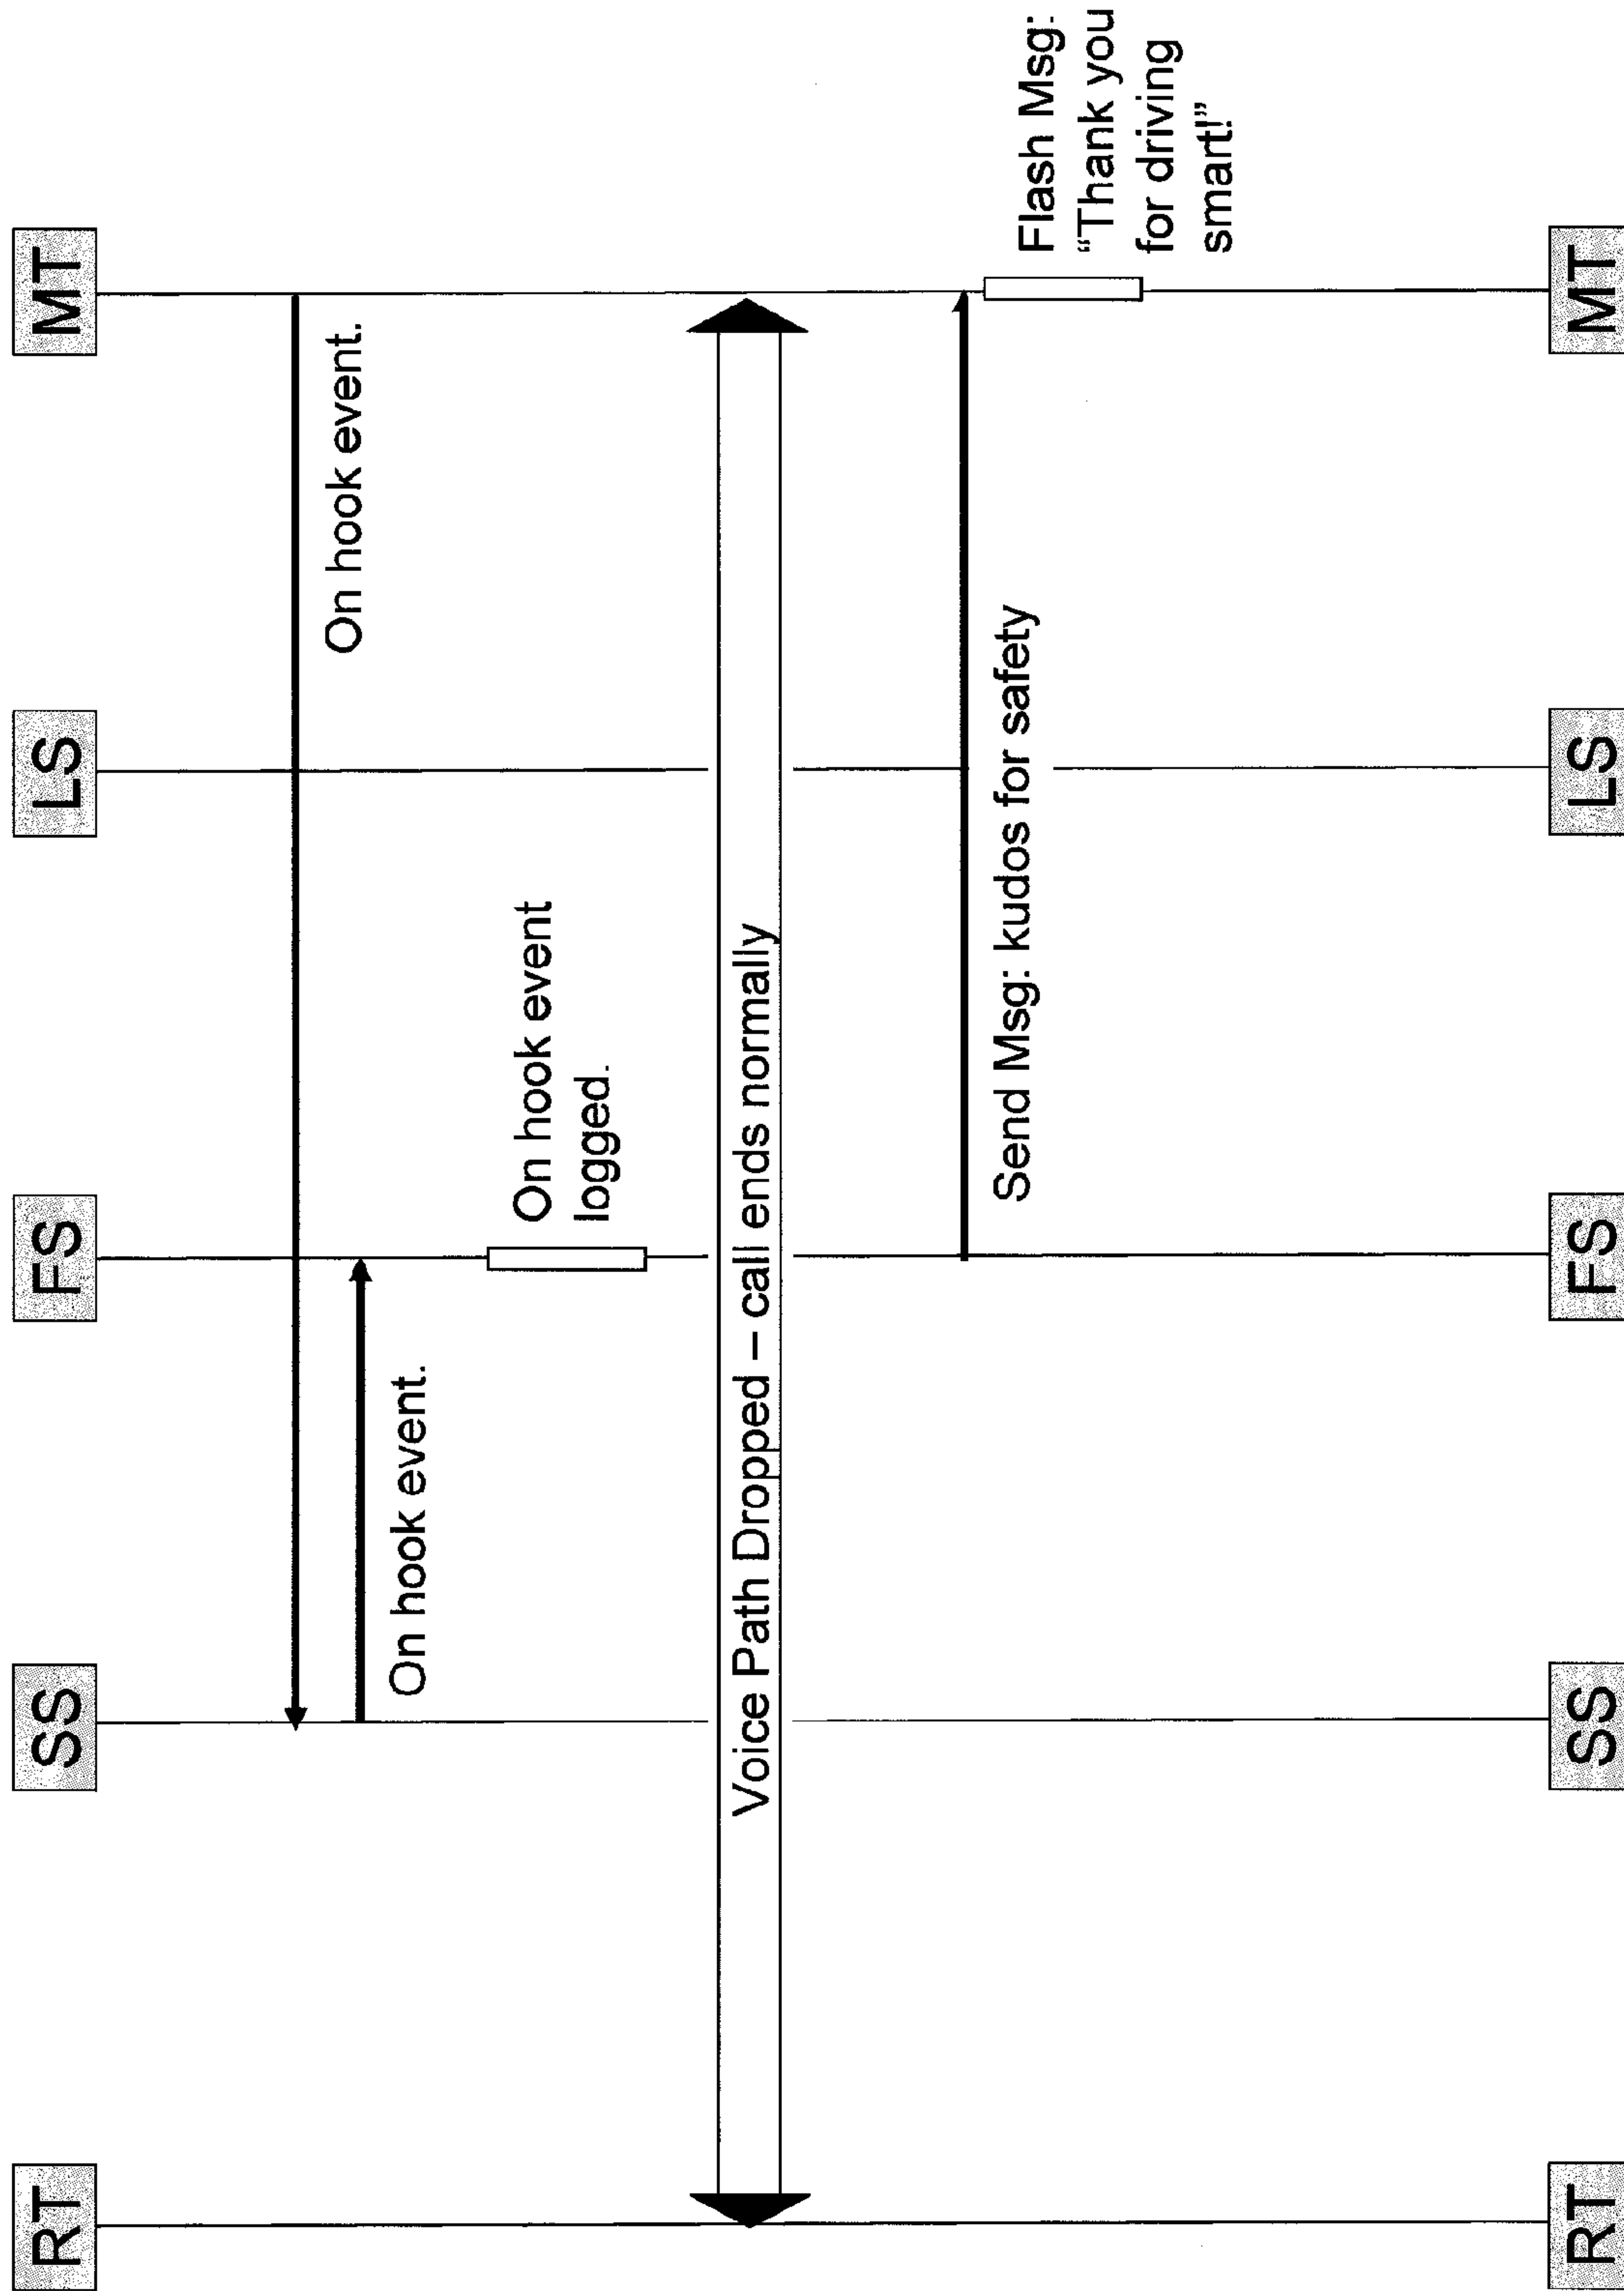 RT
SS
FS
LS
MT
On hook event.
On hook event.
On hook event
logged.
Voice Path Dropped – call ends normally
Send Msg: kudos for safety
Flash Msg:
“Thank you
for driving
smart!”
RT
SS
FS
LS
MT